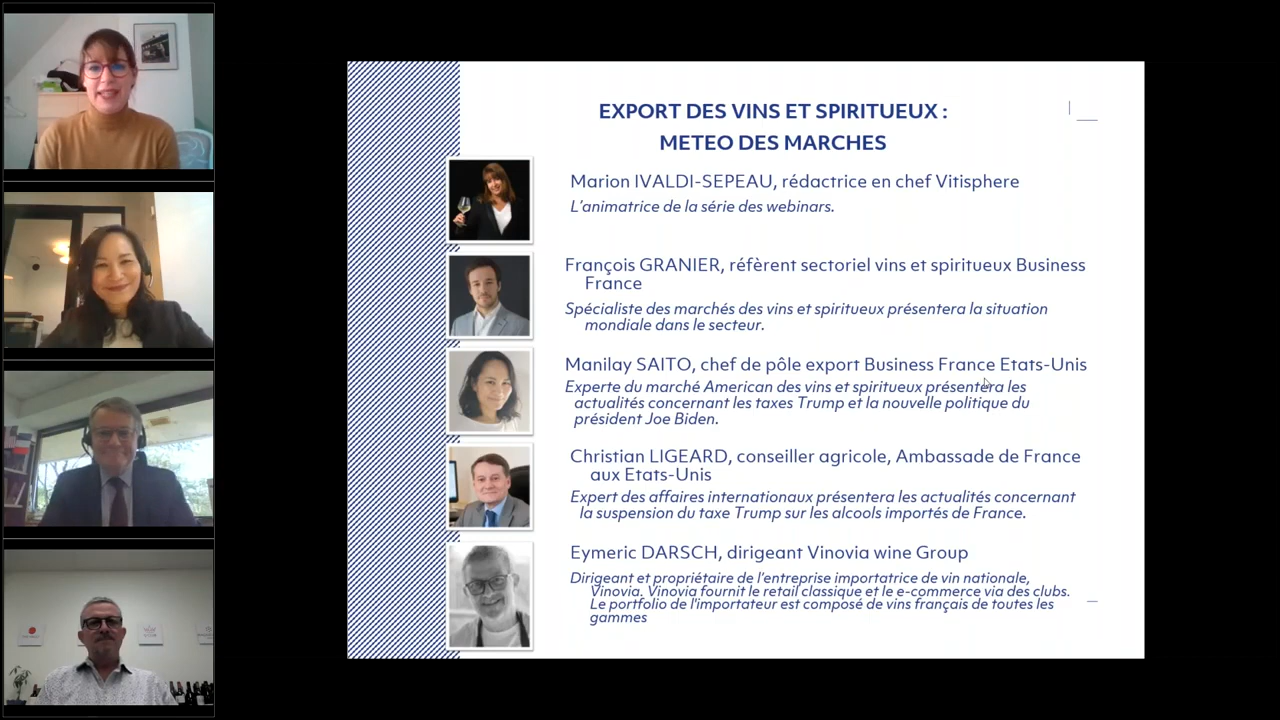 EXPORT DES VINS ET SPIRITUEUX :
METEO DES MARCHES
Marion IVALDI-SEPEAU, rédactrice en chef Vitisphere
L'animatrice de la série des webinars.
François GRANIER, réfèrent sectoriel vins et spiritueux Business
France
Spécialiste des marchés des vins et spiritueux présentera la situation
mondiale dans le secteur.
Manilay SAITO, chef de pôle export Business France Etats-Unis
Experte du marché American des vins et spiritueux présentera les
actualités concernant les taxes Trump et la nouvelle politique du
président Joe Biden.
Christian LIGEARD, conseiller agricole, Ambassade de France
aux Etats-Unis
Expert des affaires internationaux présentera les actualités concernant
la suspension du taxe Trump sur les alcools importés de France.
Eymeric DARSCH, dirigeant Vinovia wine Group
Dirigeant et propriétaire de l'entreprise importatrice de vin nationale,
Vinovia. Vinovia fournit le retail classique et le e-commerce via des clubs.
Le portfolio de l'importateur est composé de vins français de toutes les
gammes